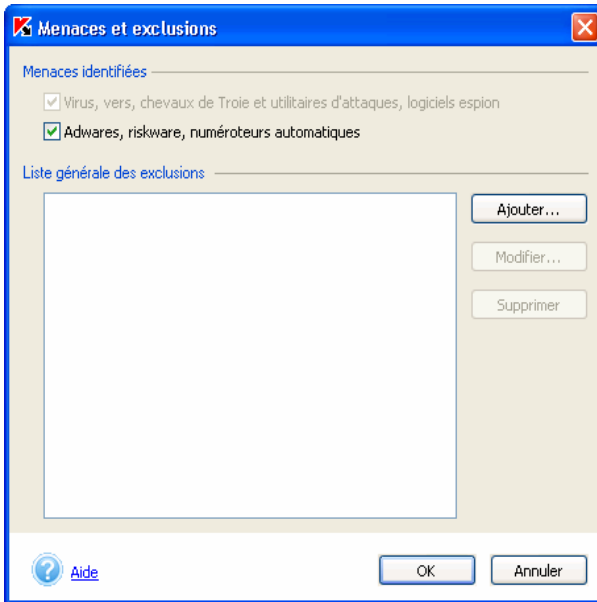 Menaces et exclusions
Menaces identifiées
Virus, vers, chevaux de Troie et utilitaires d'attaques, logiciels espion
Adwares, riskware, numéroteurs automatiques
Liste générale des exclusions
Ajouter...
Modifier...
Supprimer
Aide
OK
Annuler